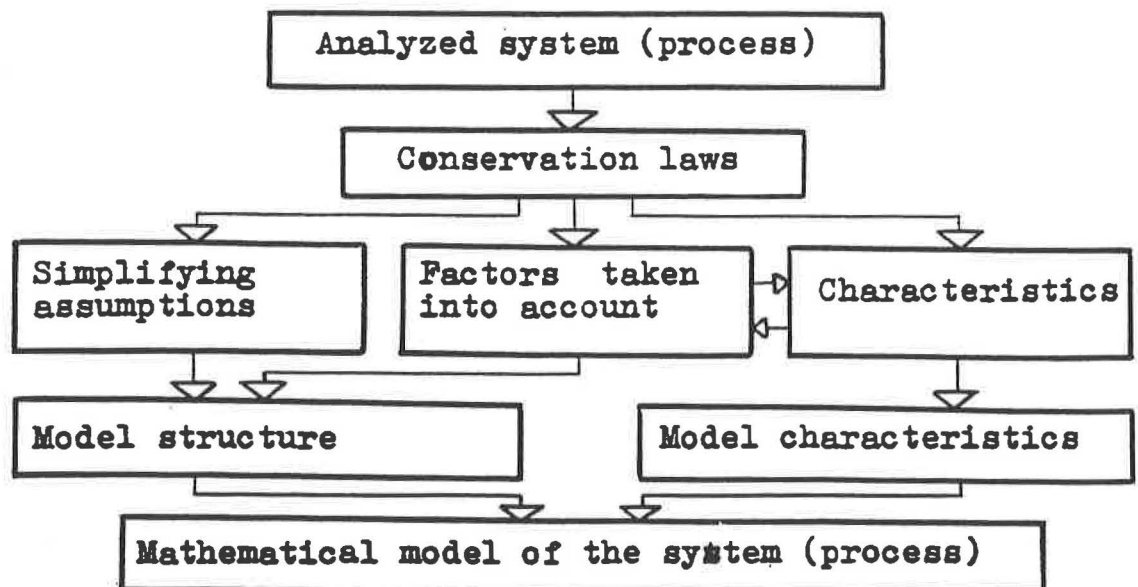 Analyzed system (process)
Conservation laws
Simplifying
assumptions
Factors taken
into account
Characteristics
Model structure
Model characteristics
Mathematical model of the system (process)